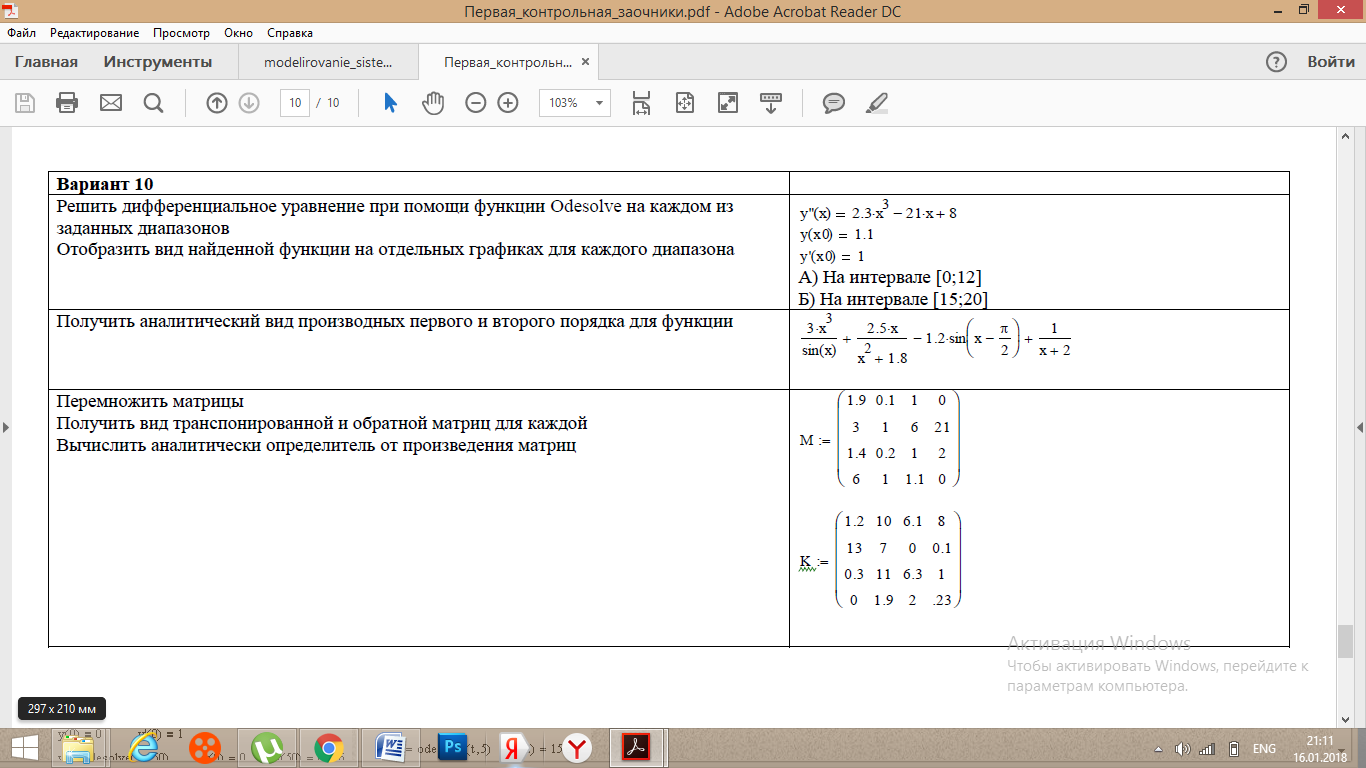 Первая_контрольная_заочники.pdf - Adobe Acrobat Reader DC
Файл Редактирование Просмотр Окно Справка
Главная Инструменты modelirovanie_siste... Первая_контрольн... × ? Войти
10 / 10 103%
Вариант 10
Решить дифференциальное уравнение при помощи функции Odesolve на каждом из
заданных диапазонов
Отобразить вид найденной функции на отдельных графиках для каждого диапазона
y''(x) = 2.3·x^3 − 21·x + 8
y(x0) = 1.1
y'(x0) = 1
А) На интервале [0;12]
Б) На интервале [15;20]
Получить аналитический вид производных первого и второго порядка для функции
3·x^3/sin(x) + 2.5·x/(x^2 + 1.8) − 1.2·sin(x − π/2) + 1/(x + 2)
Перемножить матрицы
Получить вид транспонированной и обратной матриц для каждой
Вычислить аналитически определитель от произведения матриц
M :=
1.9 0.1 1 0
3 1 6 21
1.4 0.2 1 2
6 1 1.1 0
K :=
1.2 10 6.1 8
13 7 0 0.1
0.3 11 6.3 1
0 1.9 2 .23
Активация Windows
Чтобы активировать Windows, перейдите к
параметрам компьютера.
297 x 210 мм
ENG
21:11
16.01.2018